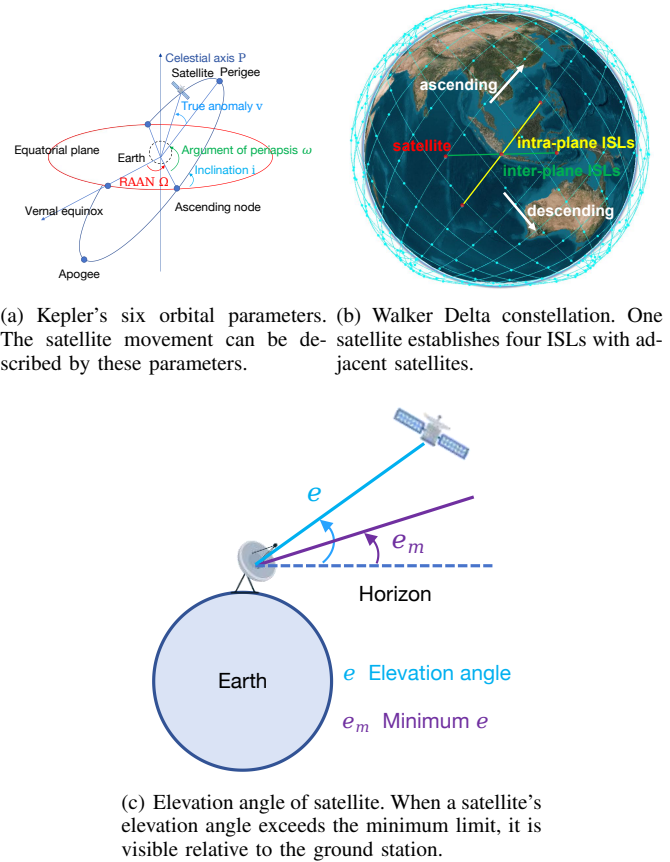 Celestial axis P
Satellite Perigee
True anomaly v
Equatorial plane
Earth
Argument of periapsis ω
RAAN Ω
Inclination i
Vernal equinox
Ascending node
Apogee
ascending
satellite
intra-plane ISLs
inter-plane ISLs
descending
(a) Kepler's six orbital parameters.
The satellite movement can be de-
scribed by these parameters.
(b) Walker Delta constellation. One
satellite establishes four ISLs with ad-
jacent satellites.
e
e_m
Horizon
Earth
e Elevation angle
e_m Minimum e
(c) Elevation angle of satellite. When a satellite's
elevation angle exceeds the minimum limit, it is
visible relative to the ground station.